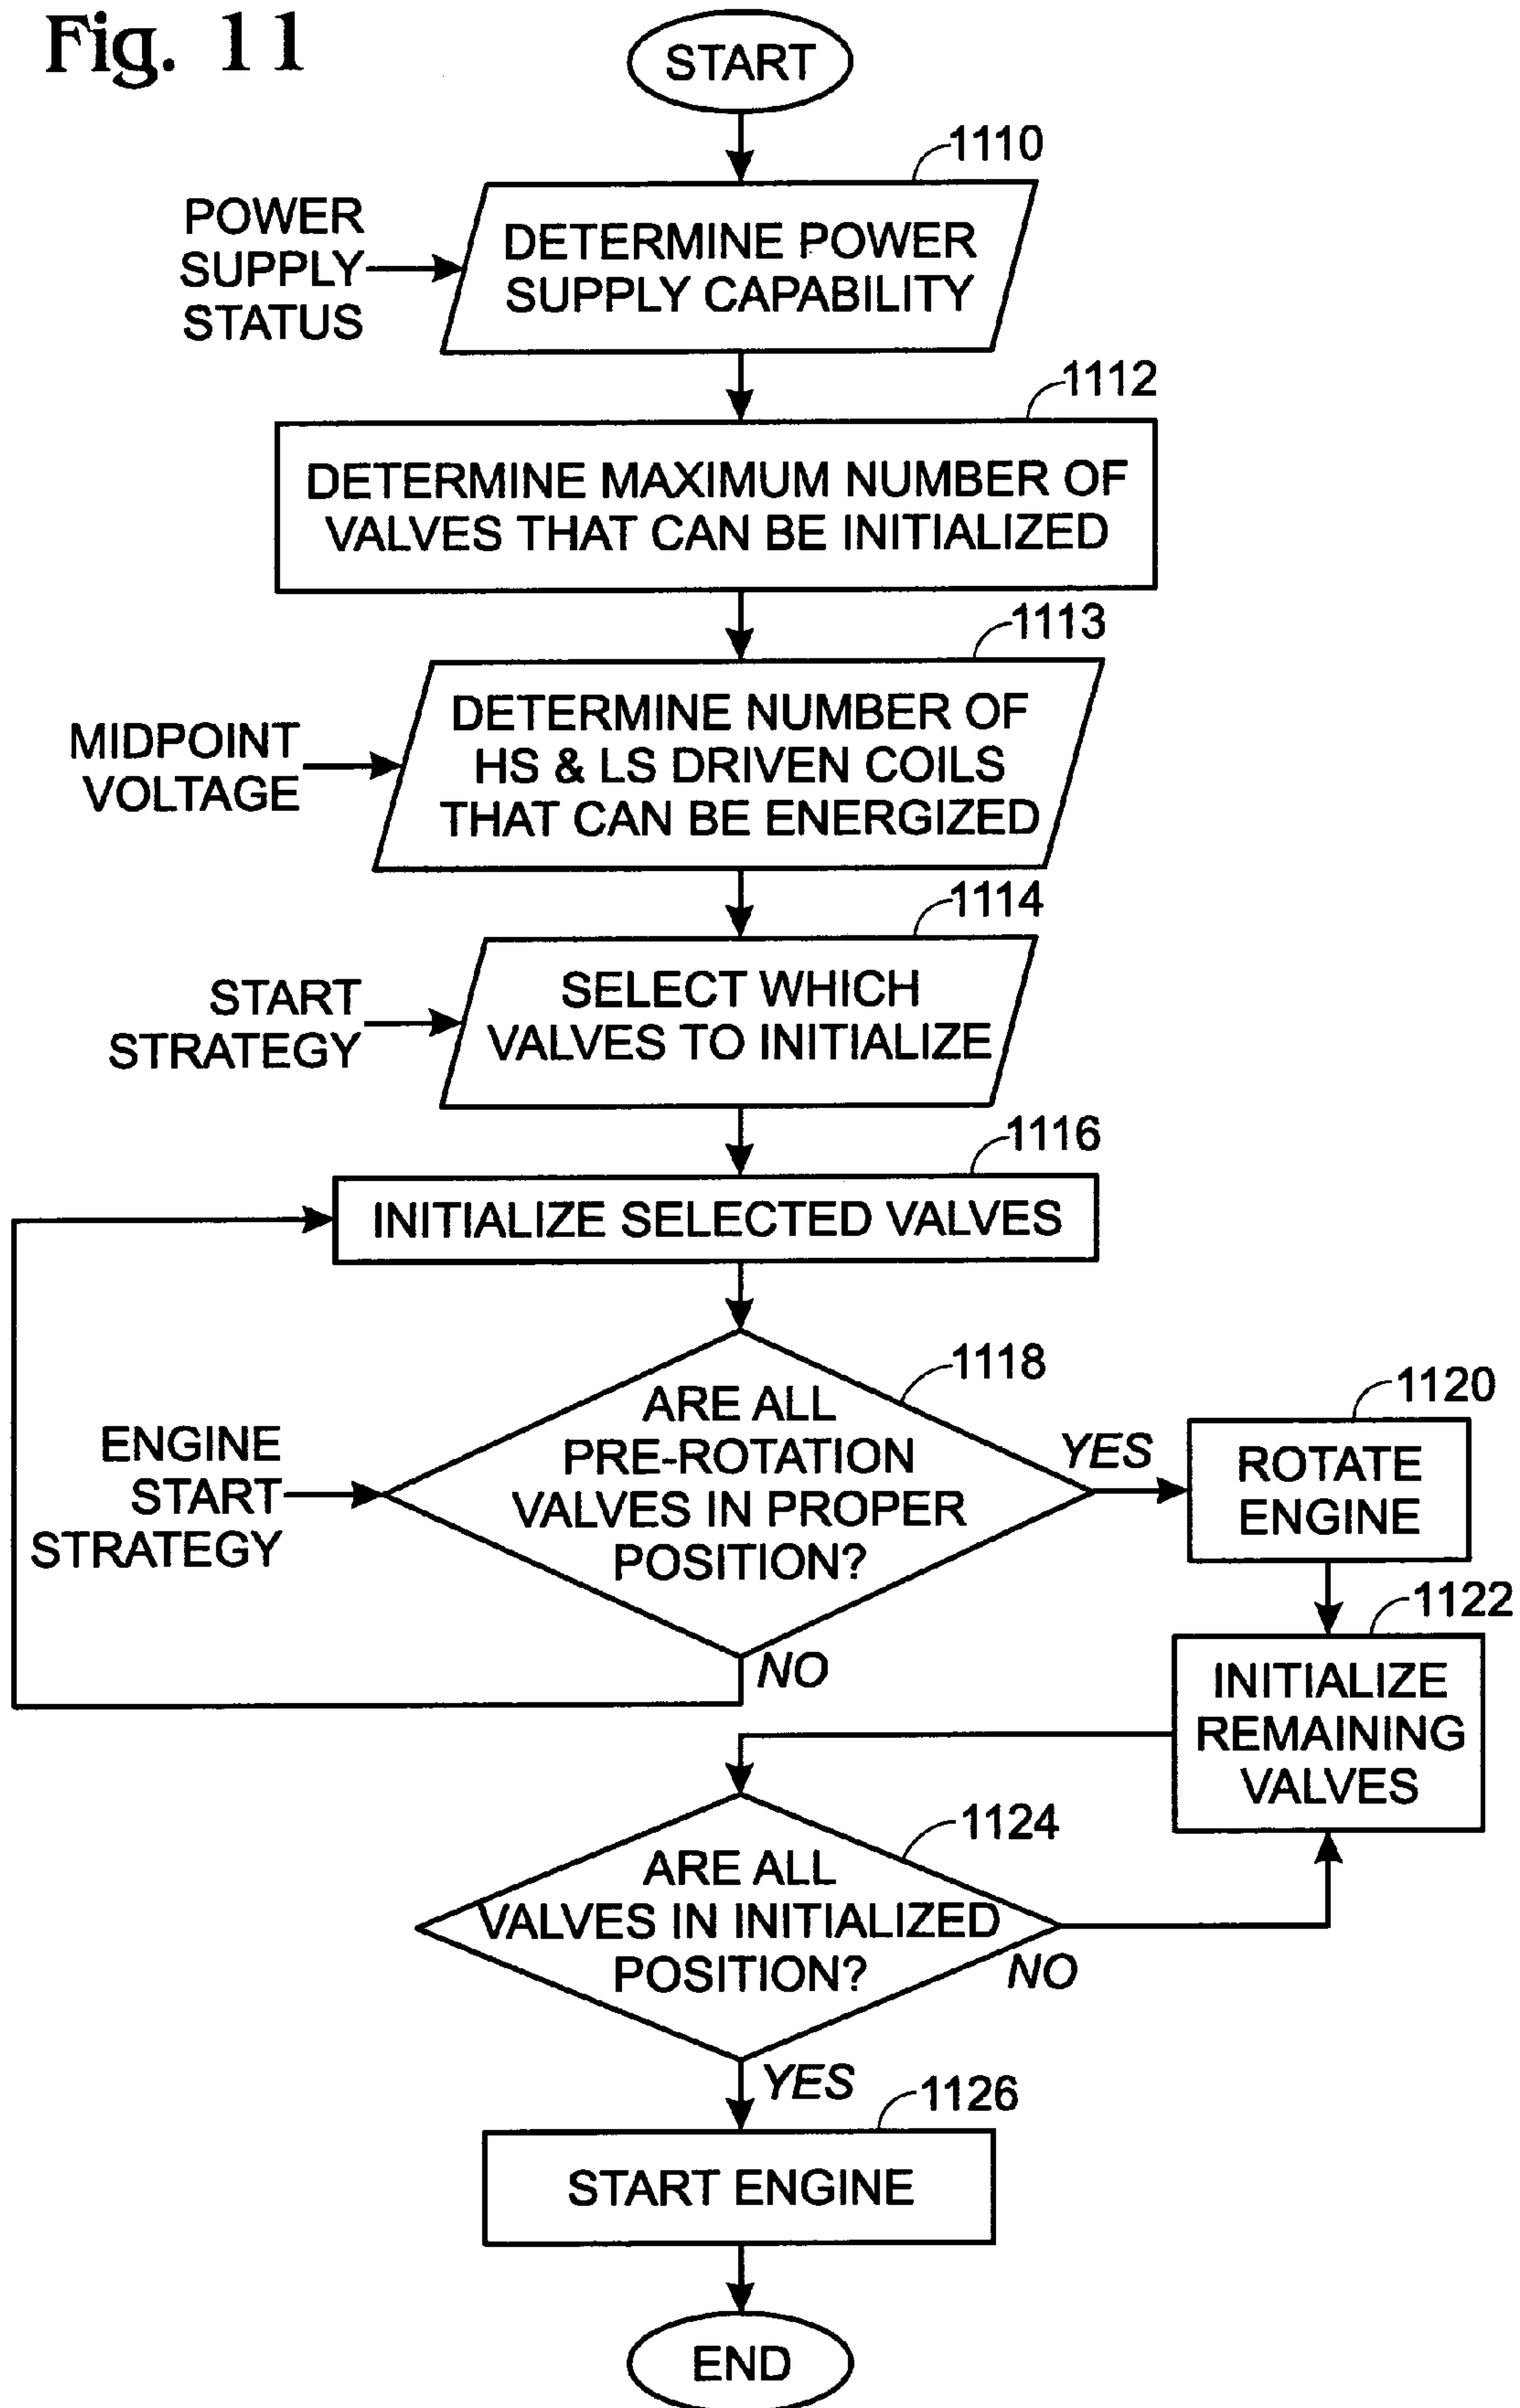 Fig. 11
START
1110
POWER
SUPPLY
STATUS
DETERMINE POWER
SUPPLY CAPABILITY
1112
DETERMINE MAXIMUM NUMBER OF
VALVES THAT CAN BE INITIALIZED
1113
MIDPOINT
VOLTAGE
DETERMINE NUMBER OF
HS & LS DRIVEN COILS
THAT CAN BE ENERGIZED
1114
START
STRATEGY
SELECT WHICH
VALVES TO INITIALIZE
1116
INITIALIZE SELECTED VALVES
1118
ENGINE
START
STRATEGY
ARE ALL
PRE-ROTATION
VALVES IN PROPER
POSITION?
YES
NO
1120
ROTATE
ENGINE
1122
INITIALIZE
REMAINING
VALVES
1124
ARE ALL
VALVES IN INITIALIZED
POSITION?
NO
YES
1126
START ENGINE
END